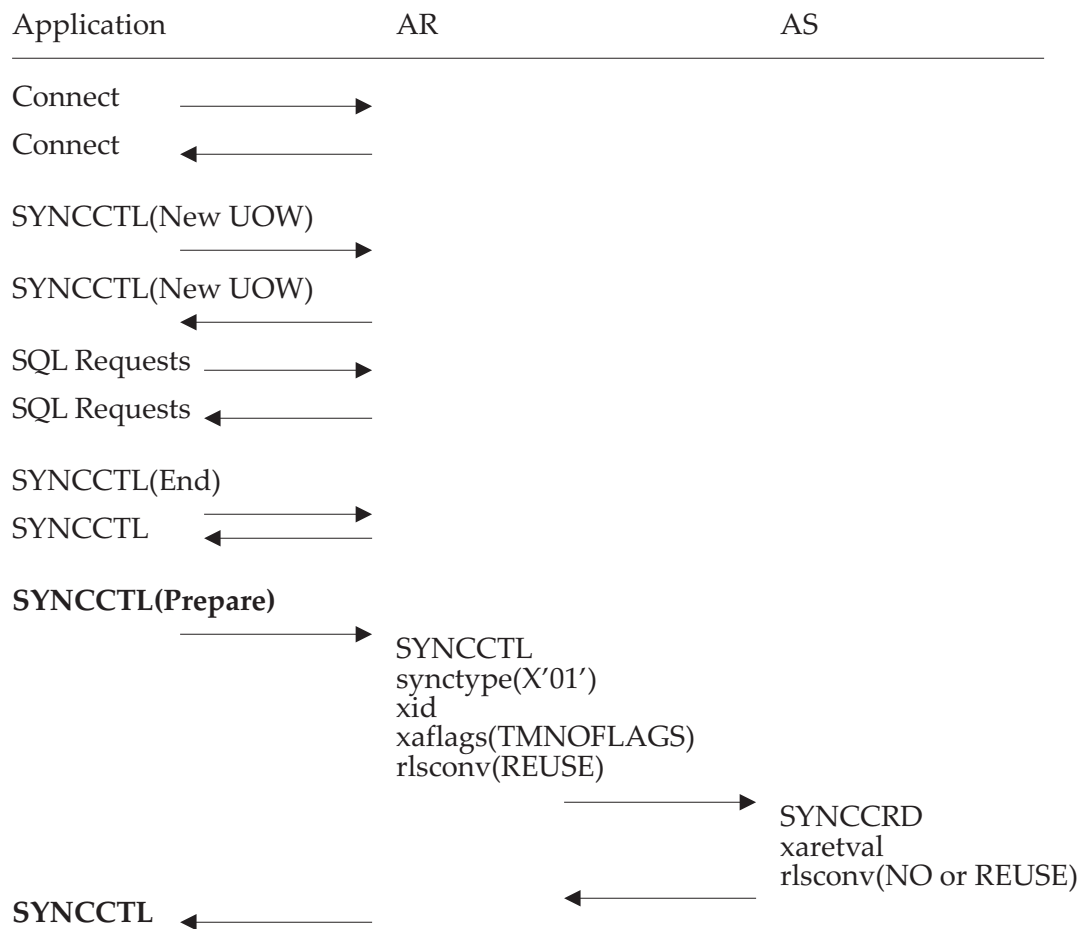 Application AR AS
Connect
Connect
SYNCCTL(New UOW)
SYNCCTL(New UOW)
SQL Requests
SQL Requests
SYNCCTL(End)
SYNCCTL
SYNCCTL(Prepare)
SYNCCTL
synctype(X’01’)
xid
xaflags(TMNOFLAGS)
rlsconv(REUSE)
SYNCCRD
xaretval
rlsconv(NO or REUSE)
SYNCCTL